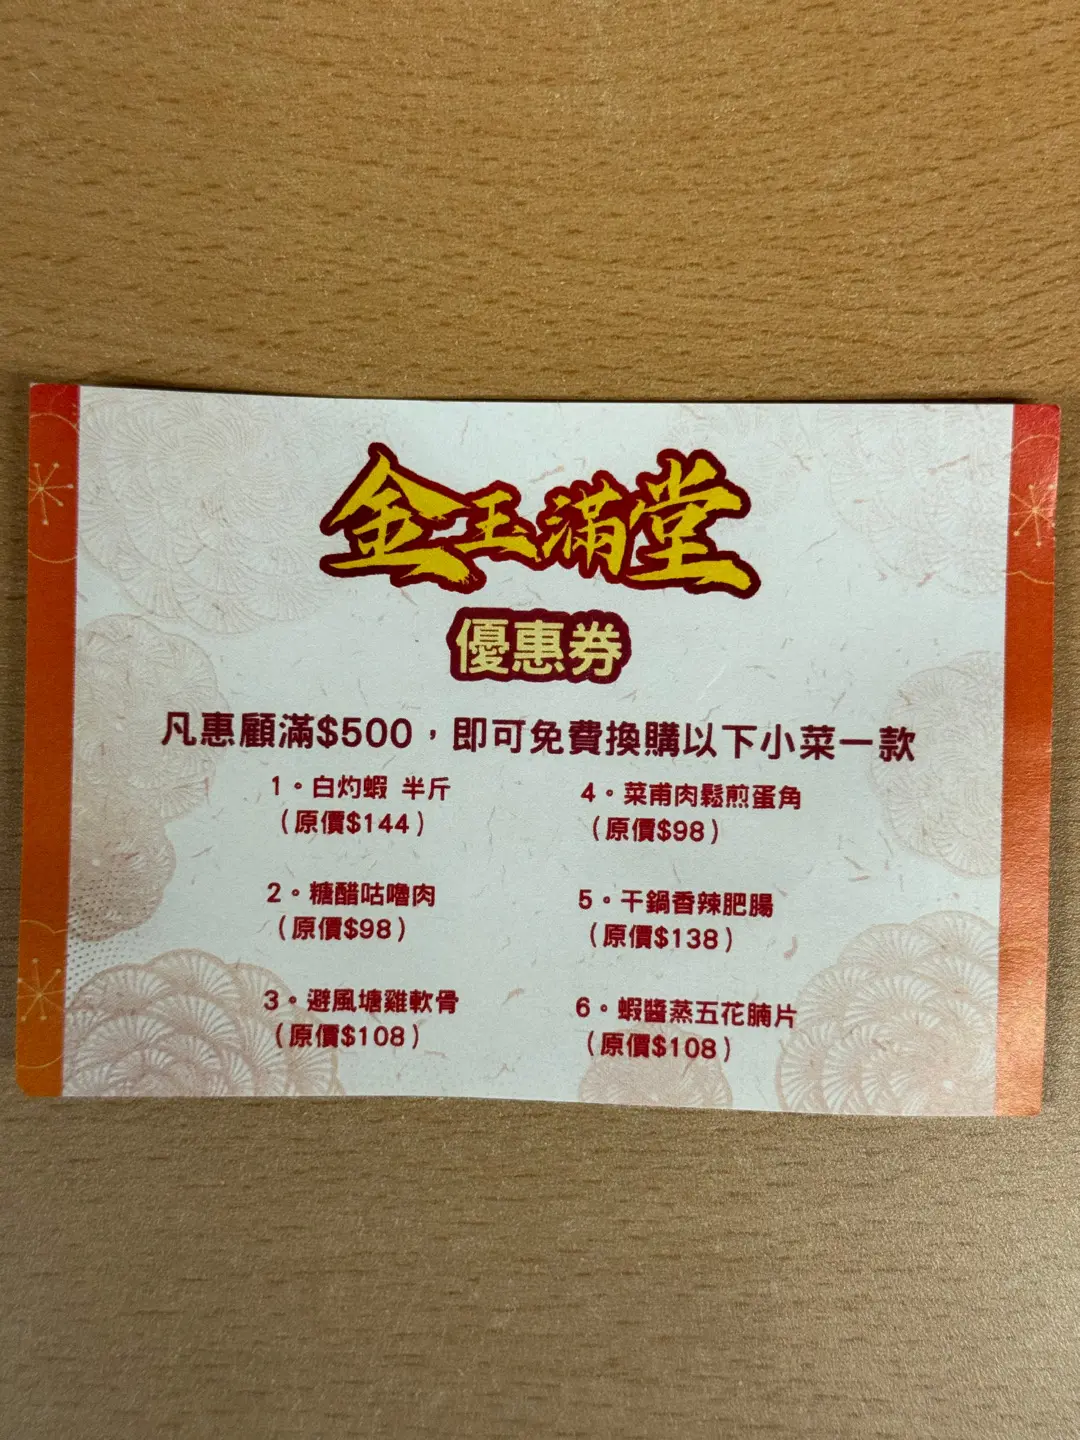 金玉滿堂
優惠券
凡惠顧滿$500，即可免費換購以下小菜一款
1。白灼蝦 半斤
（原價$144）
2。糖醋咕嚕肉
（原價$98）
3。避風塘雞軟骨
（原價$108）
4。菜甫肉鬆煎蛋角
（原價$98）
5。干鍋香辣肥腸
（原價$138）
6。蝦醬蒸五花腩片
（原價$108）